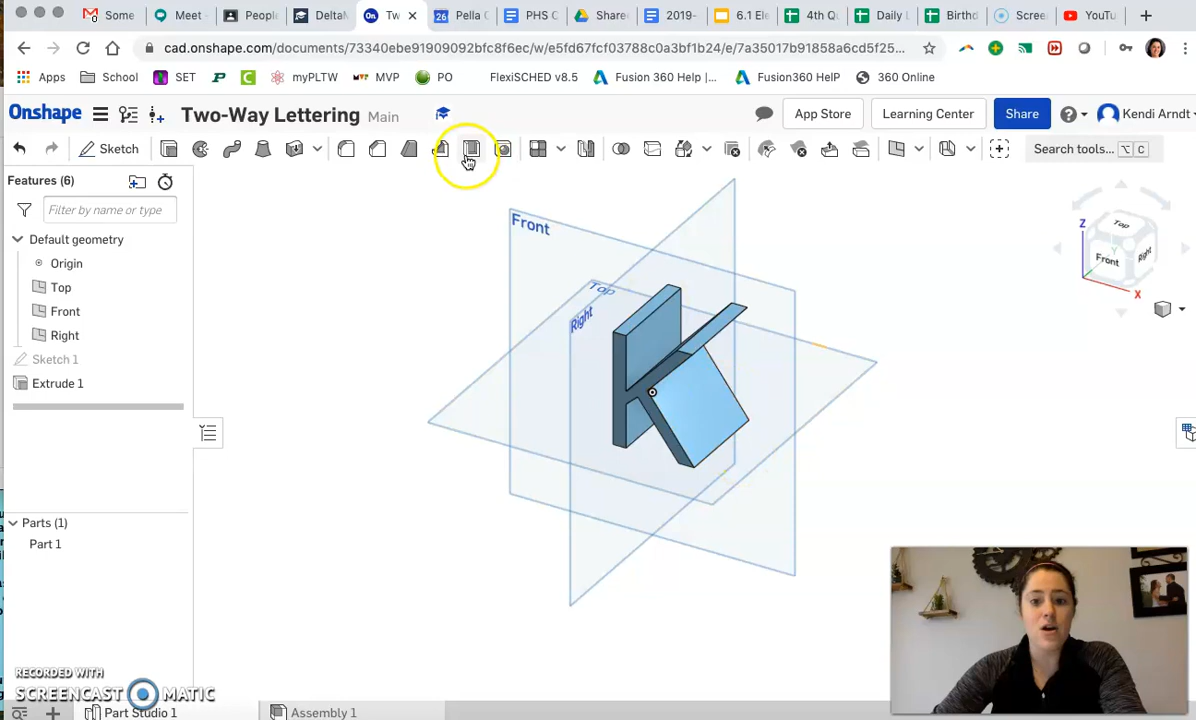 Some
Meet -
People
DeltaM
Tw
Pella C
PHS C
Share
2019-
6.1 Ele
4th Q
Daily L
Birthd
Scree
YouTu
cad.onshape.com/documents/73340ebe91909092bfc8f6ec/w/e5fd67fcf03788c0a3bf1b24/e/7a35017b91858a6cd5f25...
Apps
School
SET
myPLTW
MVP
PO
FlexiSCHED v8.5
Fusion 360 Help |...
Fusion360 HelP
360 Online
Onshape
Two-Way Lettering Main
App Store
Learning Center
Share
Kendi Arndt
Sketch
Search tools... ⌥ C
Features (6)
Filter by name or type
Default geometry
Origin
Top
Front
Right
Sketch 1
Extrude 1
Parts (1)
Part 1
Front
Top
Right
Z
Top
Front
Right
Y
X
RECORDED WITH
SCREENCAST MATIC
Part Studio 1
Assembly 1